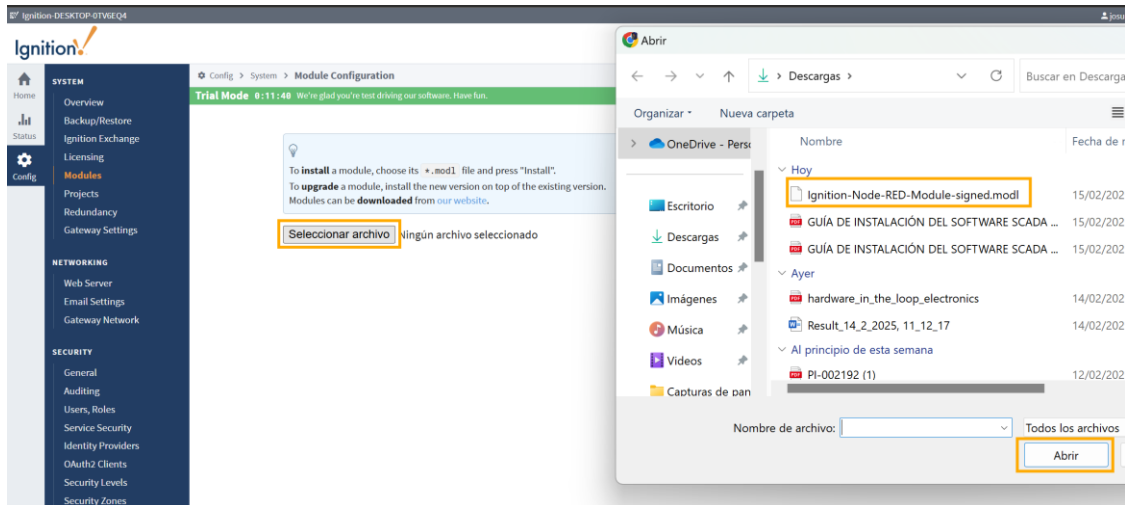 Ignition-DESKTOP-0TV6EQ4
josu
Ignition!
Home
Status
Config
SYSTEM
Overview
Backup/Restore
Ignition Exchange
Licensing
Modules
Projects
Redundancy
Gateway Settings
NETWORKING
Web Server
Email Settings
Gateway Network
SECURITY
General
Auditing
Users, Roles
Service Security
Identity Providers
OAuth2 Clients
Security Levels
Security Zones
Config > System > Module Configuration
Trial Mode 0:11:40 We're glad you're test driving our software. Have fun.
To install a module, choose its *.modl file and press "Install".
To upgrade a module, install the new version on top of the existing version.
Modules can be downloaded from our website.
Seleccionar archivo Ningún archivo seleccionado
Abrir
Descargas >
Buscar en Descarga
Organizar
Nueva carpeta
OneDrive - Perso
Escritorio
Descargas
Documentos
Imágenes
Música
Videos
Capturas de pan
Nombre
Fecha de r
Hoy
Ignition-Node-RED-Module-signed.modl 15/02/202
GUÍA DE INSTALACIÓN DEL SOFTWARE SCADA ... 15/02/202
GUÍA DE INSTALACIÓN DEL SOFTWARE SCADA ... 15/02/202
Ayer
hardware_in_the_loop_electronics 14/02/202
Result_14_2_2025, 11_12_17 14/02/202
Al principio de esta semana
PI-002192 (1) 12/02/202
Nombre de archivo:
Todos los archivos
Abrir